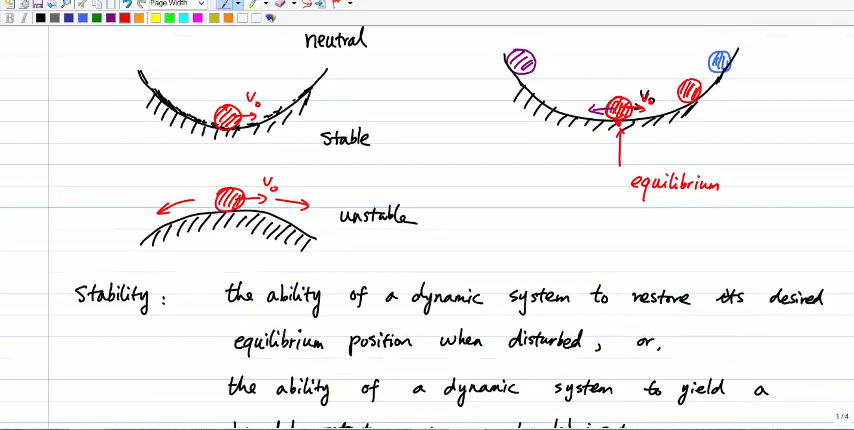 Page Width
B I
neutral
V₀
stable
V₀
equilibrium
V₀
unstable
Stability : the ability of a dynamic system to restore its desired
equilibrium position when disturbed, or,
the ability of a dynamic system to yield a
1 / 4